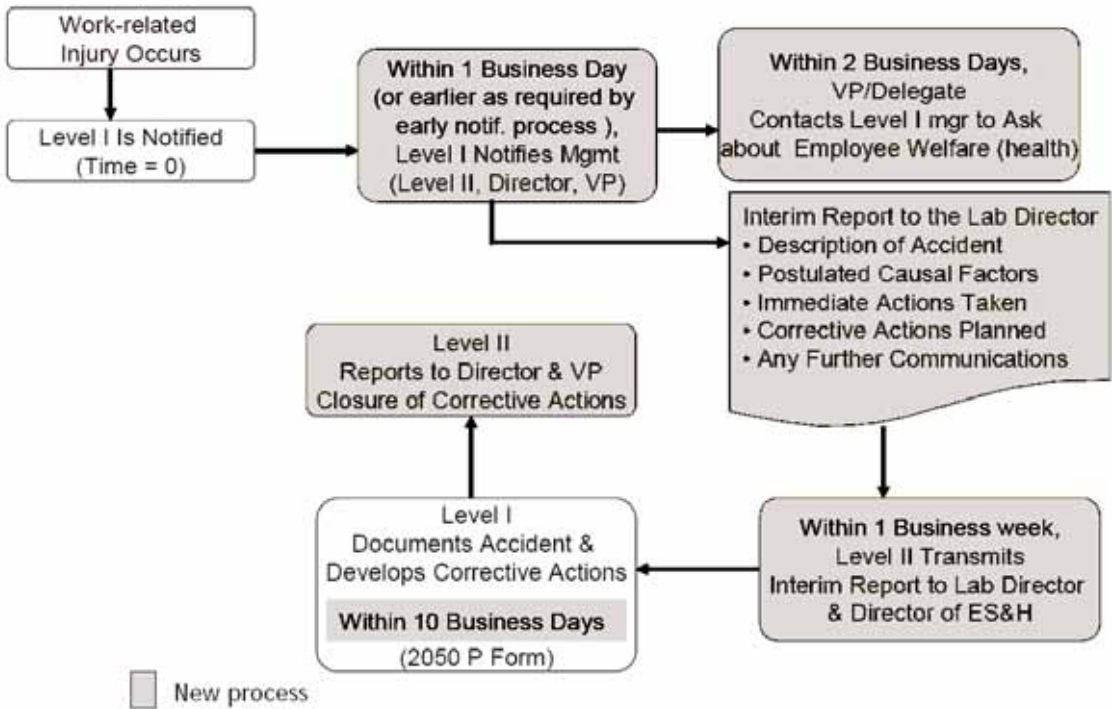 Work-related
Injury Occurs
Level I Is Notified
(Time = 0)
Within 1 Business Day
(or earlier as required by
early notif. process ),
Level I Notifies Mgmt
(Level II, Director, VP)
Within 2 Business Days,
VP/Delegate
Contacts Level I mgr to Ask
about Employee Welfare (health)
Interim Report to the Lab Director
• Description of Accident
• Postulated Causal Factors
• Immediate Actions Taken
• Corrective Actions Planned
• Any Further Communications
Within 1 Business week,
Level II Transmits
Interim Report to Lab Director
& Director of ES&H
Level I
Documents Accident &
Develops Corrective Actions
Within 10 Business Days
(2050 P Form)
Level II
Reports to Director & VP
Closure of Corrective Actions
New process